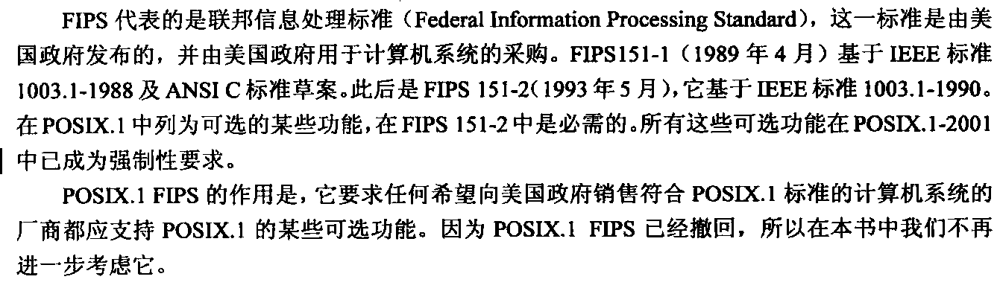 FIPS 代表的是联邦信息处理标准（Federal Information Processing Standard），这一标准是由美
国政府发布的，并由美国政府用于计算机系统的采购。FIPS151-1（1989 年 4 月）基于 IEEE 标准
1003.1-1988 及 ANSI C 标准草案。此后是 FIPS 151-2（1993 年 5 月），它基于 IEEE 标准 1003.1-1990。
在 POSIX.1 中列为可选的某些功能，在 FIPS 151-2 中是必需的。所有这些可选功能在 POSIX.1-2001
中已成为强制性要求。
POSIX.1 FIPS 的作用是，它要求任何希望向美国政府销售符合 POSIX.1 标准的计算机系统的
厂商都应支持 POSIX.1 的某些可选功能。因为 POSIX.1 FIPS 已经撤回，所以在本书中我们不再
进一步考虑它。